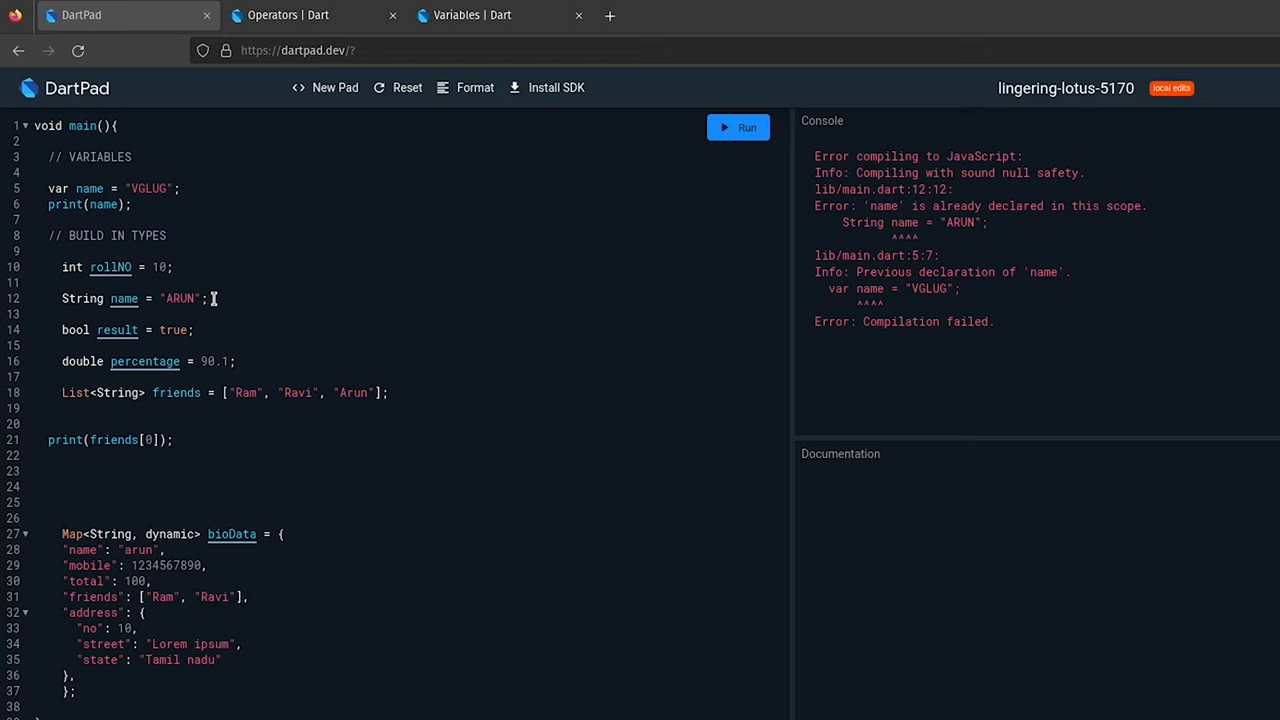 DartPad
Operators | Dart
Variables | Dart
https://dartpad.dev/?
DartPad
<> New Pad
Reset
Format
Install SDK
lingering-lotus-5170
local edits
1 void main(){
2
3 // VARIABLES
4
5 var name = "VGLUG";
6 print(name);
7
8 // BUILD IN TYPES
9
10 int rollNO = 10;
11
12 String name = "ARUN";
13
14 bool result = true;
15
16 double percentage = 90.1;
17
18 List<String> friends = ["Ram", "Ravi", "Arun"];
19
20
21 print(friends[0]);
22
23
24
25
26
27 Map<String, dynamic> bioData = {
28 "name": "arun",
29 "mobile": 1234567890,
30 "total": 100,
31 "friends": ["Ram", "Ravi"],
32 "address": {
33 "no": 10,
34 "street": "Lorem ipsum",
35 "state": "Tamil nadu"
36 },
37 };
38
Run
Console
Error compiling to JavaScript:
Info: Compiling with sound null safety.
lib/main.dart:12:12:
Error: 'name' is already declared in this scope.
String name = "ARUN";
^^^^
lib/main.dart:5:7:
Info: Previous declaration of 'name'.
var name = "VGLUG";
^^^^
Error: Compilation failed.
Documentation